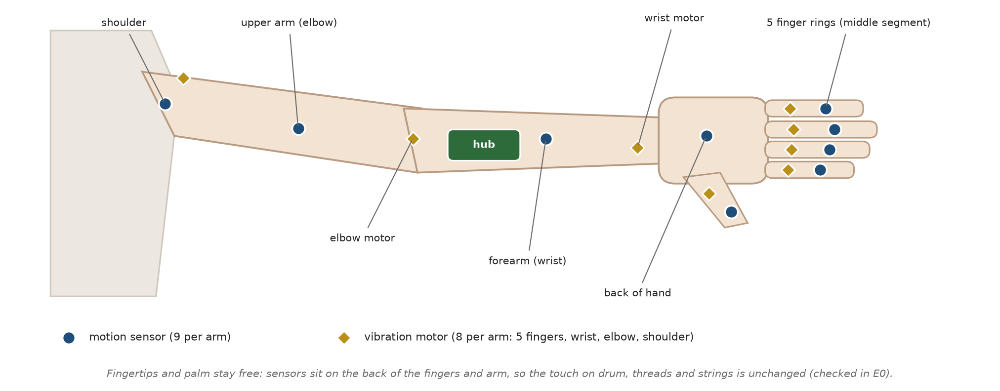 shoulder
upper arm (elbow)
wrist motor
5 finger rings (middle segment)
hub
elbow motor
forearm (wrist)
back of hand
motion sensor (9 per arm)
vibration motor (8 per arm: 5 fingers, wrist, elbow, shoulder)
Fingertips and palm stay free: sensors sit on the back of the fingers and arm, so the touch on drum, threads and strings is unchanged (checked in E0).